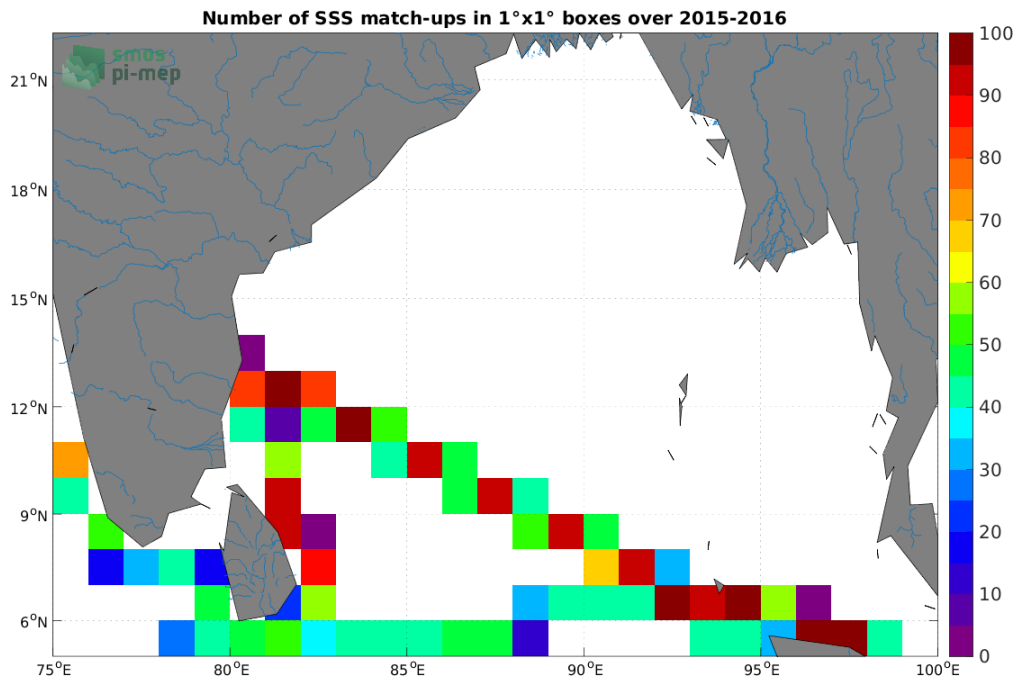 Number of SSS match-ups in 1°x1° boxes over 2015-2016
smos
pi-mep
21°N
18°N
15°N
12°N
9°N
6°N
75°E 80°E 85°E 90°E 95°E 100°E
100
90
80
70
60
50
40
30
20
10
0